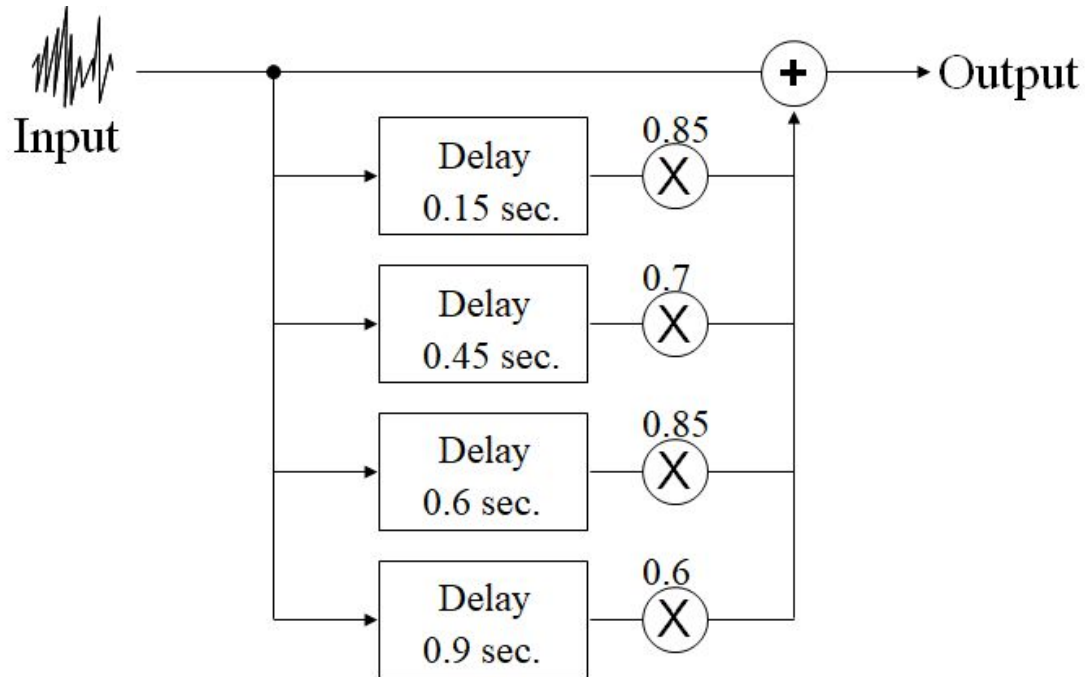 Input
+
Output
Delay
0.15 sec.
0.85
X
Delay
0.45 sec.
0.7
X
Delay
0.6 sec.
0.85
X
Delay
0.9 sec.
0.6
X